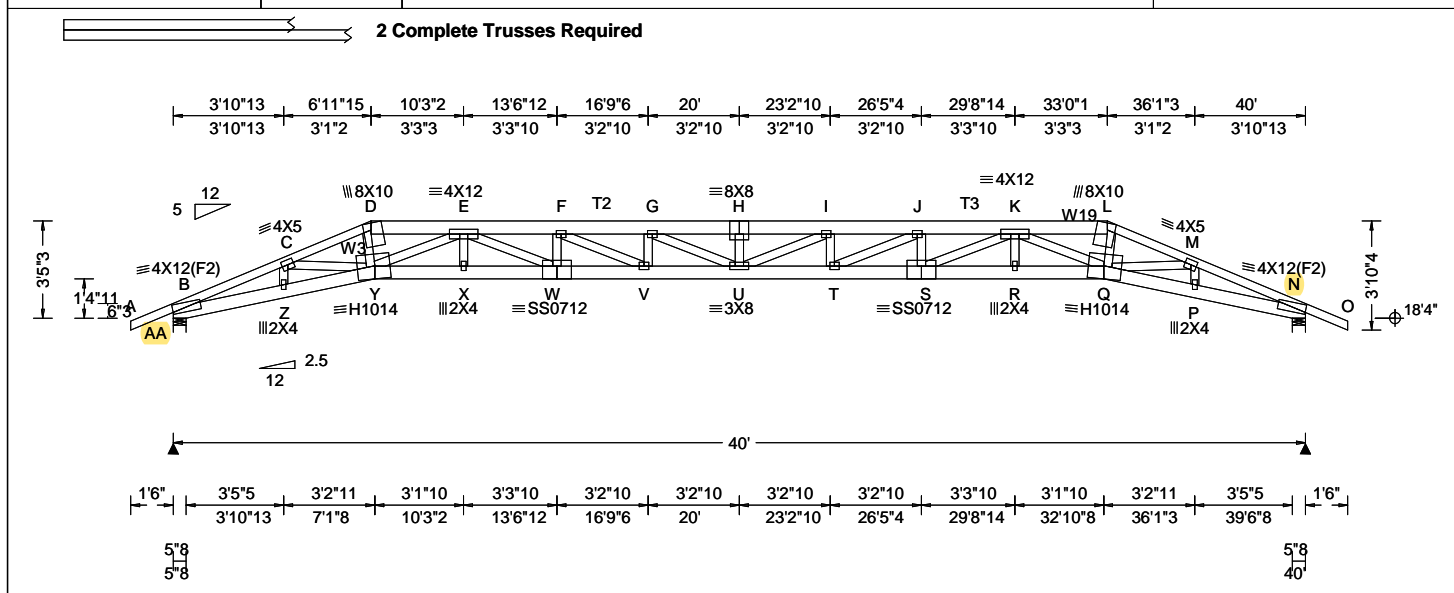 2 Complete Trusses Required
3'10"13 6'11"15 10'3"2 13'6"12 16'9"6 20' 23'2"10 26'5"4 29'8"14 33'0"1 36'1"3 40'
3'10"13 3'1"2 3'3"3 3'3"10 3'2"10 3'2"10 3'2"10 3'2"10 3'3"10 3'3"3 3'1"2 3'10"13
4X12
12 8X10 4X12 8X8 8X10
5 D E F T2 G H I J T3 K L
W19
4X5 4X5
C M
W3
4X12(F2) 4X12(F2)
B N
3'5"3 3'10"4
1'4"11
6"3
A O
18'4"
AA
Z Y X W V U T S R Q P
2X4 H1014 2X4 SS0712 3X8 SS0712 2X4 H1014 2X4
2.5
12
40'
1'6" 3'5"5 3'2"11 3'1"10 3'3"10 3'2"10 3'2"10 3'2"10 3'2"10 3'3"10 3'1"10 3'2"11 3'5"5 1'6"
3'10"13 7'1"8 10'3"2 13'6"12 16'9"6 20' 23'2"10 26'5"4 29'8"14 32'10"8 36'1"3 39'6"8
5"8 5"8
5"8 40'